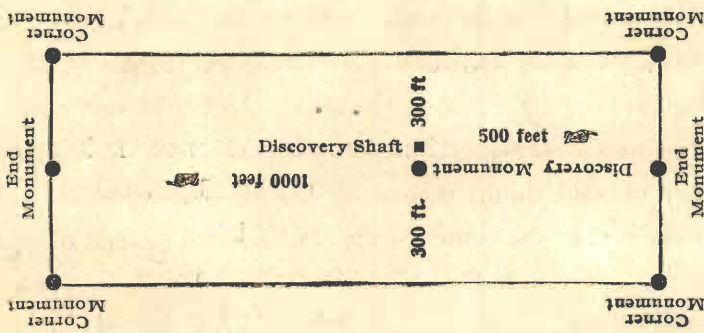 Corner
Monument
Corner
Monument
300 ft
500 feet
Discovery Shaft
End
Monument
Discovery Monument
End
Monument
1000 feet
300 ft
Corner
Monument
Corner
Monument